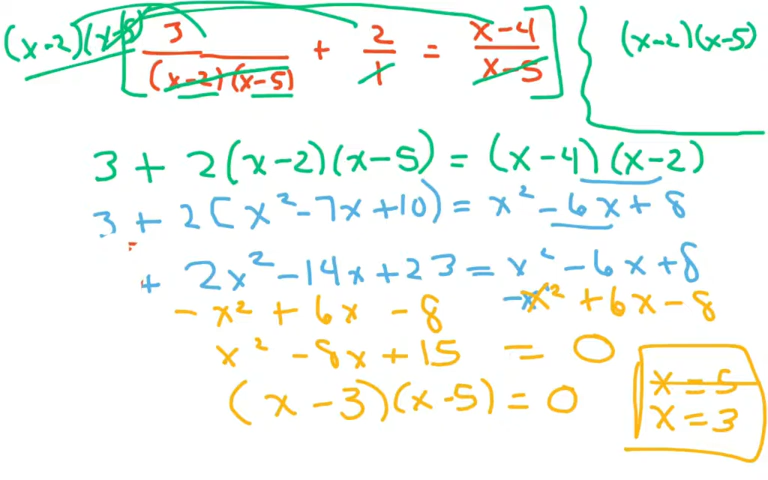 (x-2)(x-5) [ 3/((x-2)(x-5)) + 2/1 = (x-4)/(x-5) ]
(x-2)(x-5)
3 + 2(x-2)(x-5) = (x-4)(x-2)
3 + 2(x²-7x+10) = x²-6x+8
+ 2x²-14x+23 = x²-6x+8
-x²+6x-8 -x²+6x-8
x²-8x+15 = 0
(x-3)(x-5) = 0
x=5
x=3